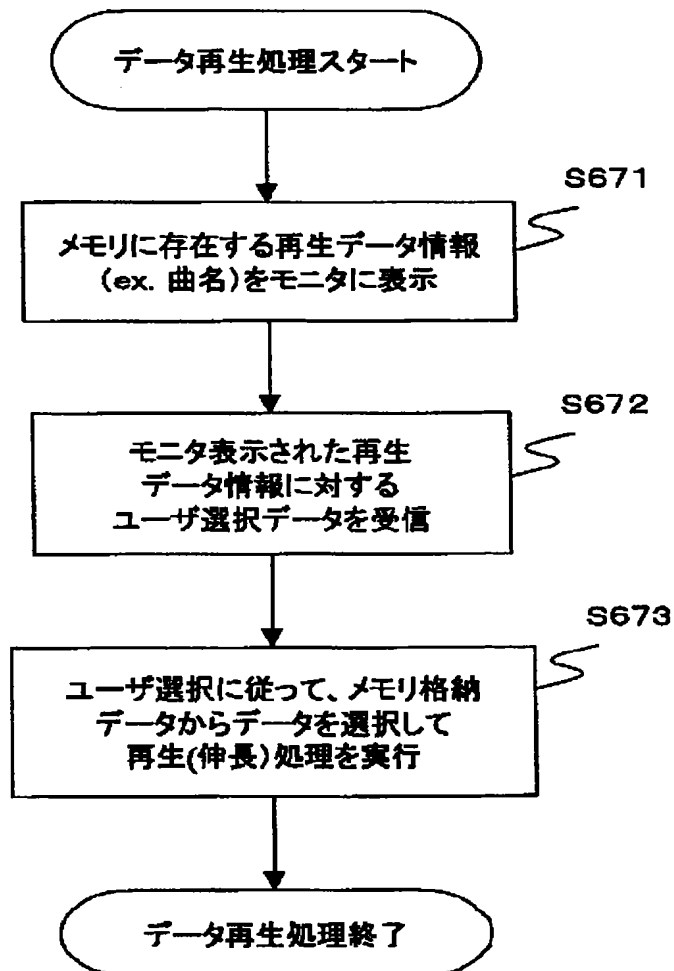 データ再生処理スタート
S671
メモリに存在する再生データ情報
(ex. 曲名)をモニタに表示
S672
モニタ表示された再生
データ情報に対する
ユーザ選択データを受信
S673
ユーザ選択に従って、メモリ格納
データからデータを選択して
再生(伸長)処理を実行
データ再生処理終了